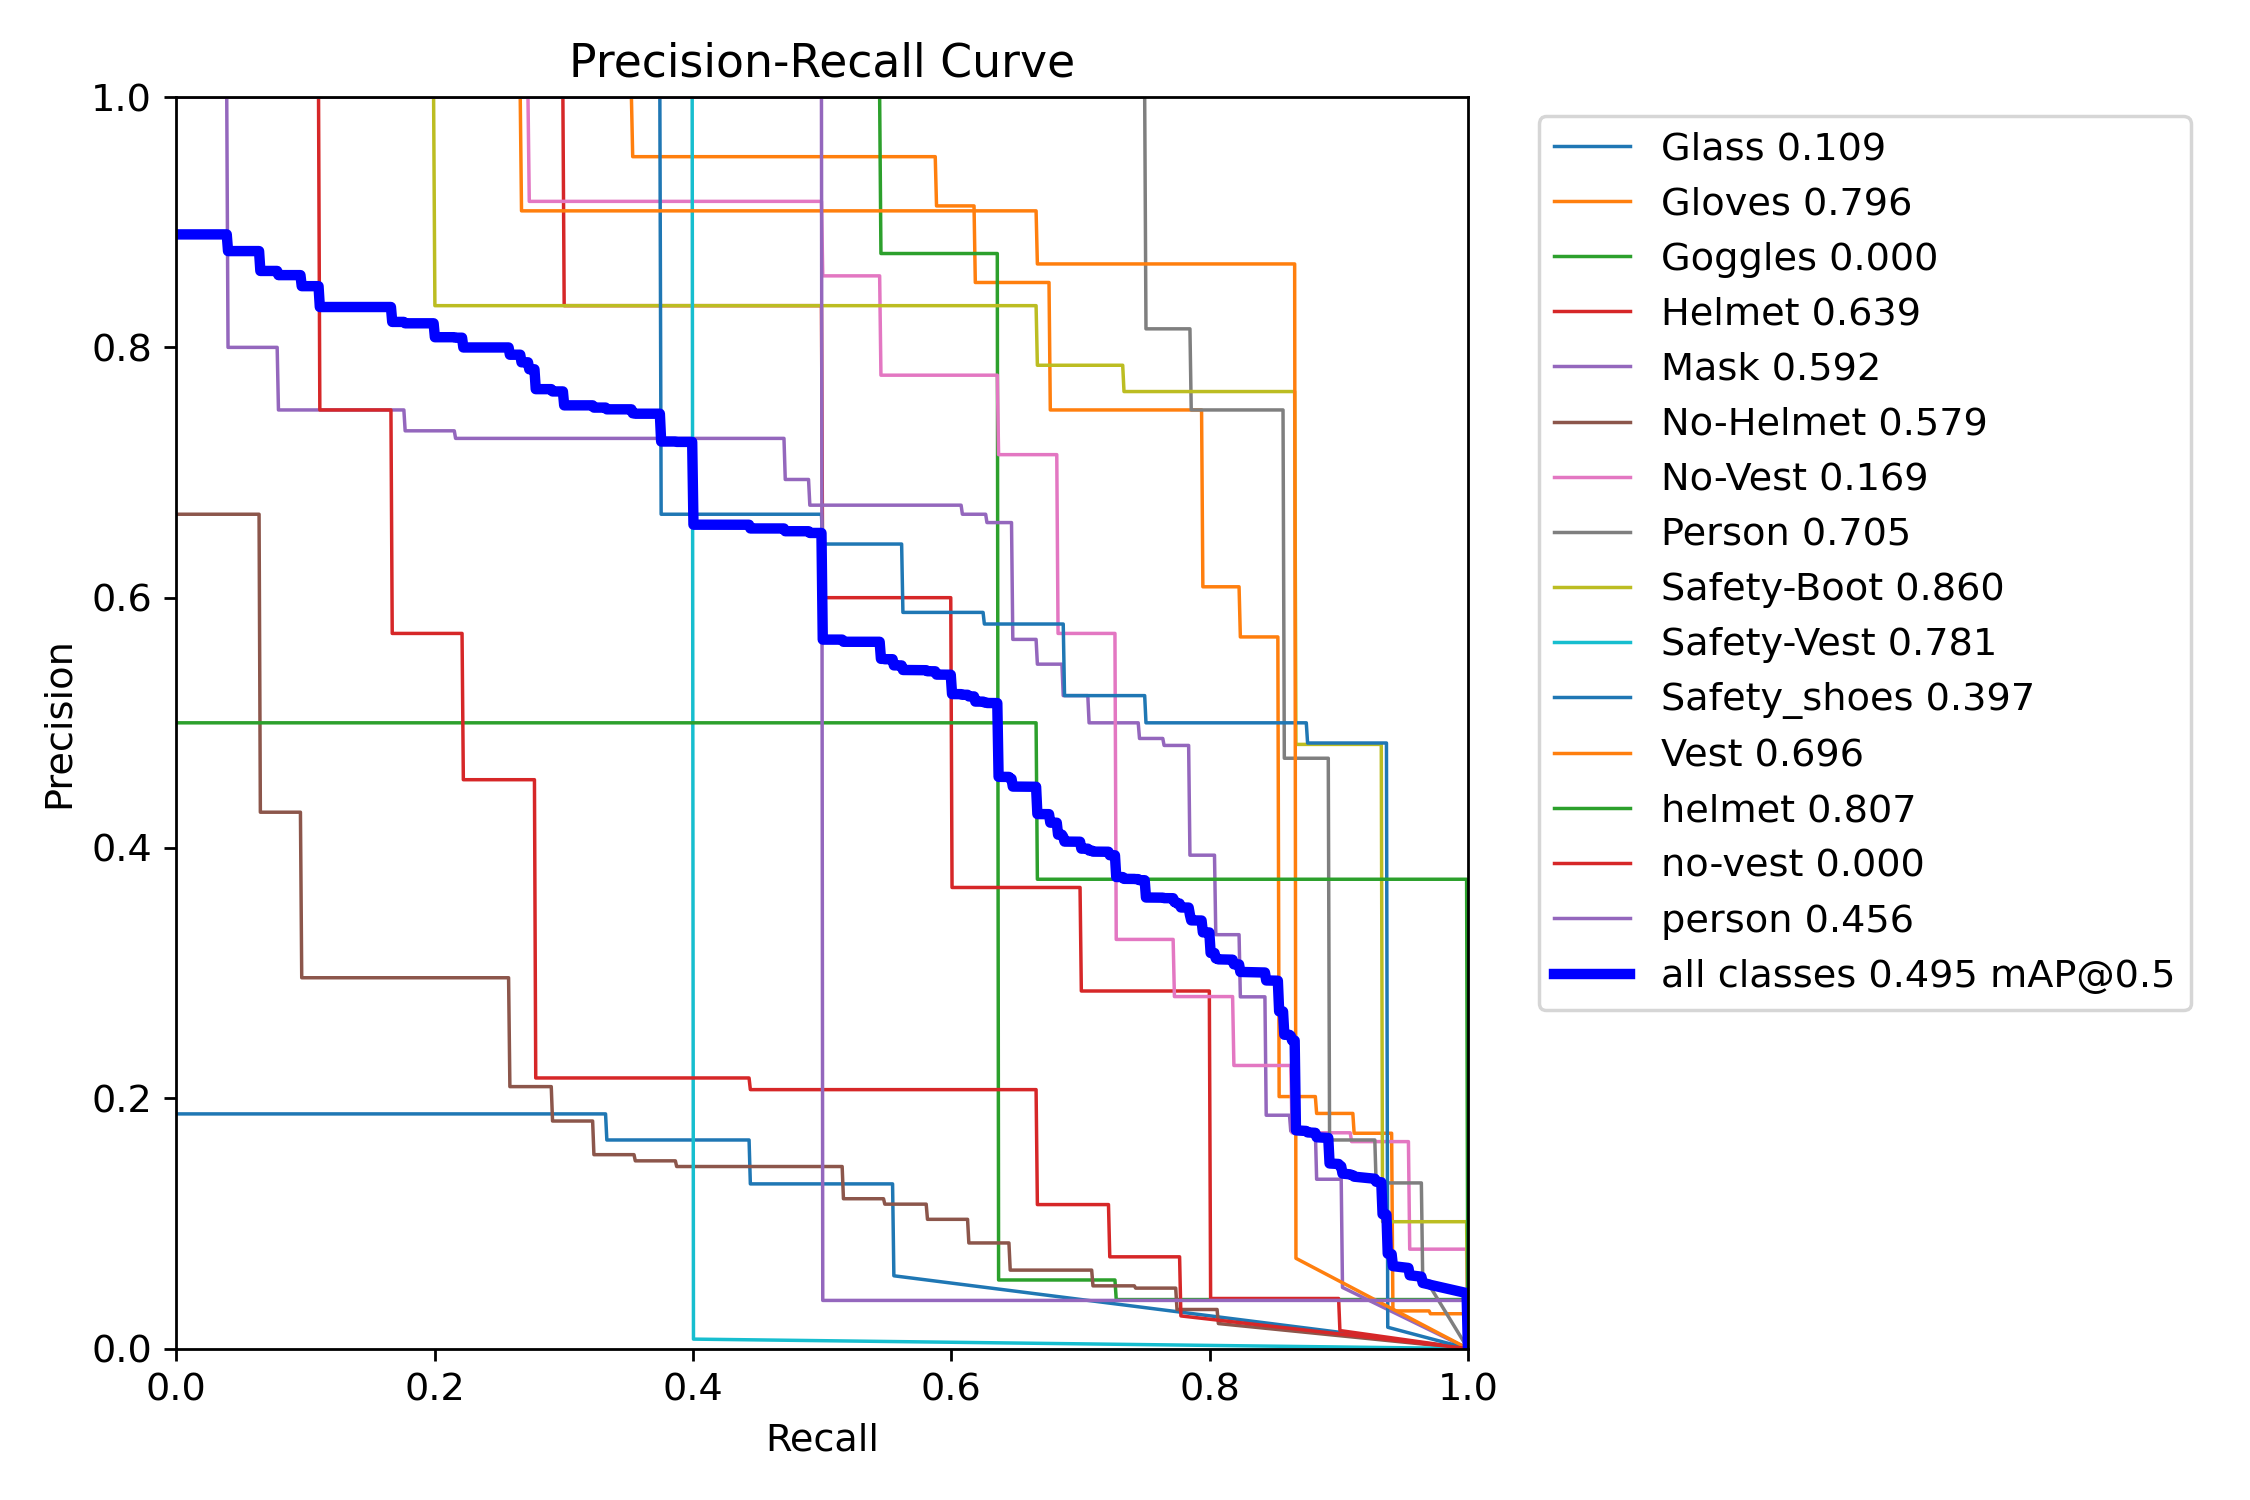 Precision-Recall Curve
1.0
0.8
0.6
0.4
0.2
0.0
Precision
0.0 0.2 0.4 0.6 0.8 1.0
Recall
Glass 0.109
Gloves 0.796
Goggles 0.000
Helmet 0.639
Mask 0.592
No-Helmet 0.579
No-Vest 0.169
Person 0.705
Safety-Boot 0.860
Safety-Vest 0.781
Safety_shoes 0.397
Vest 0.696
helmet 0.807
no-vest 0.000
person 0.456
all classes 0.495 mAP@0.5